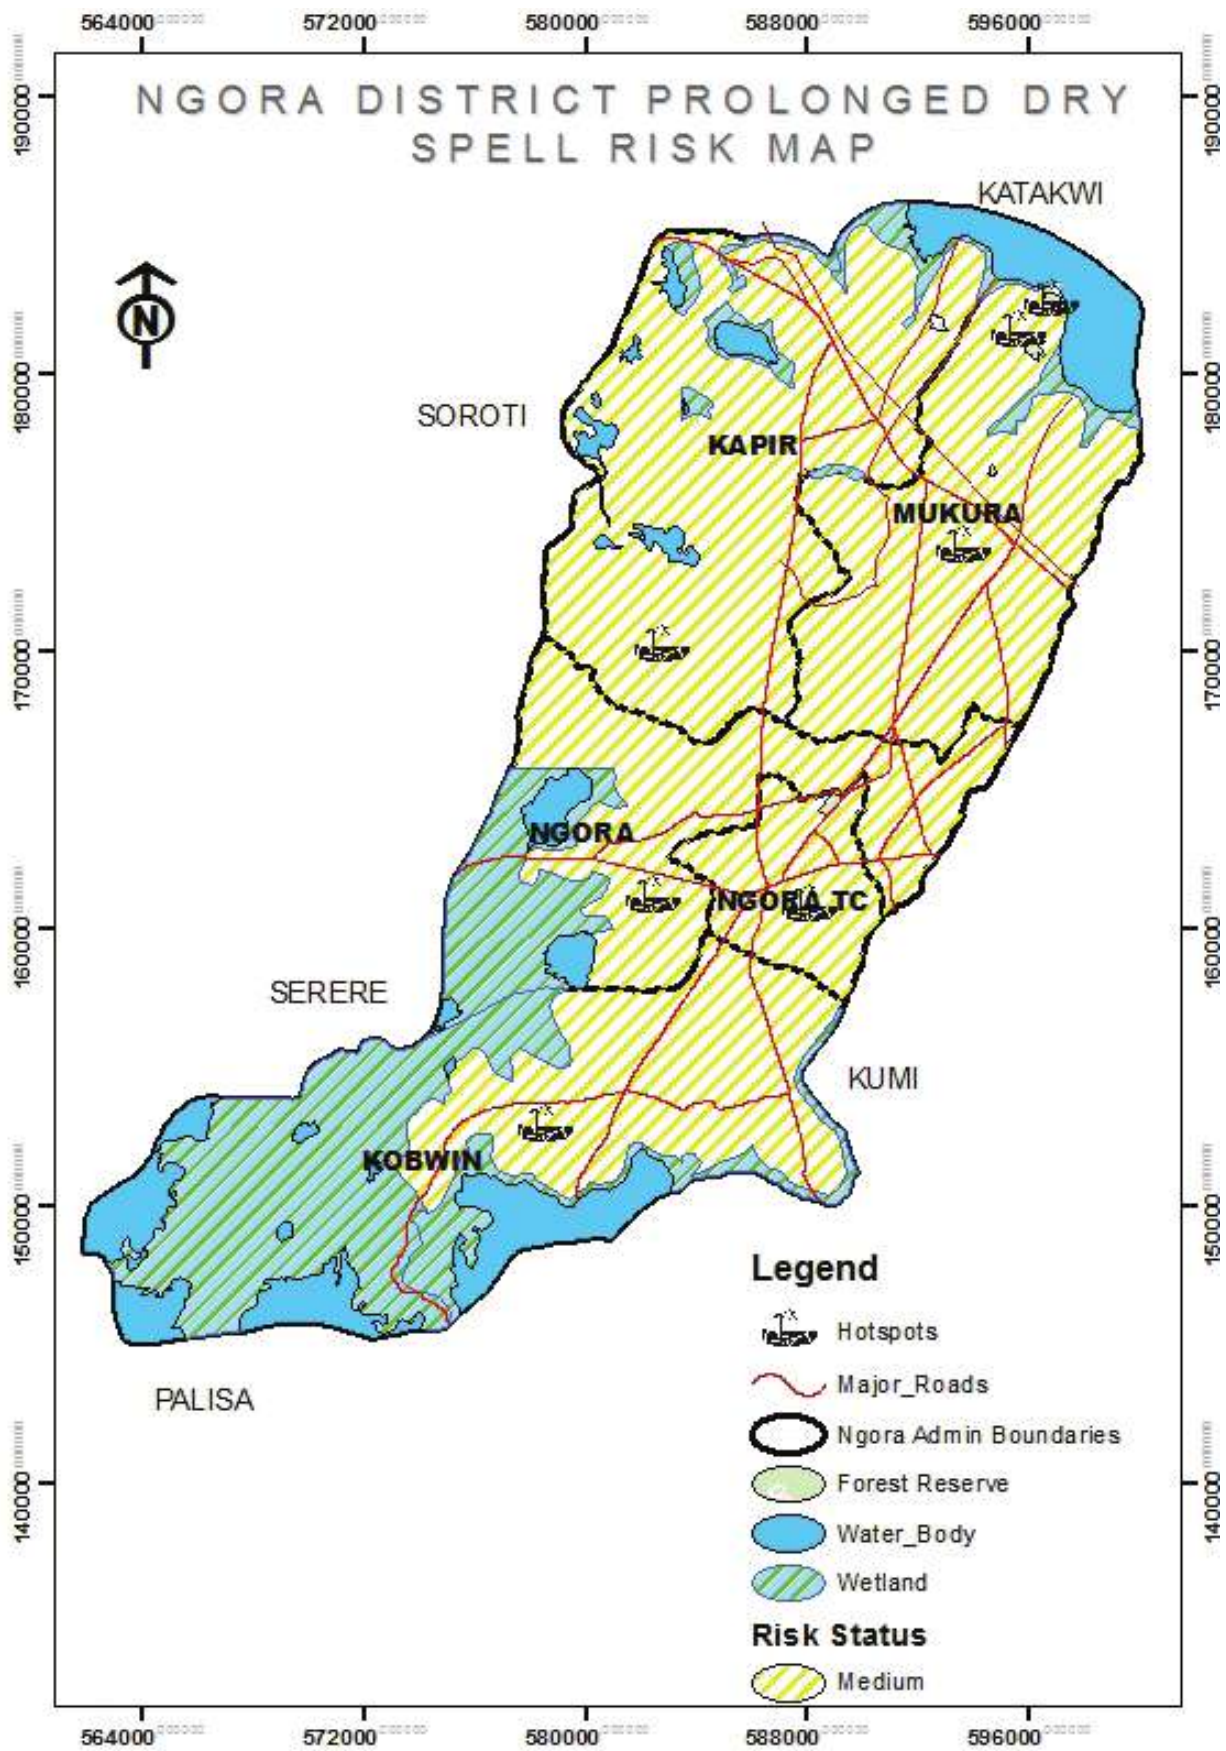 564000 572000 580000 588000 596000
190000
190000
NGORA DISTRICT PROLONGED DRY
SPELL RISK MAP
KATAKWI
N
180000
180000
SOROTI
KAPIR
MUKURA
170000
170000
NGORA
NGORA TC
160000
160000
SERERE
KUMI
KOBWIN
150000
150000
PALISA
Legend
Hotspots
Major_Roads
Ngora Admin Boundaries
140000
140000
Forest Reserve
Water_Body
Wetland
Risk Status
Medium
564000 572000 580000 588000 596000